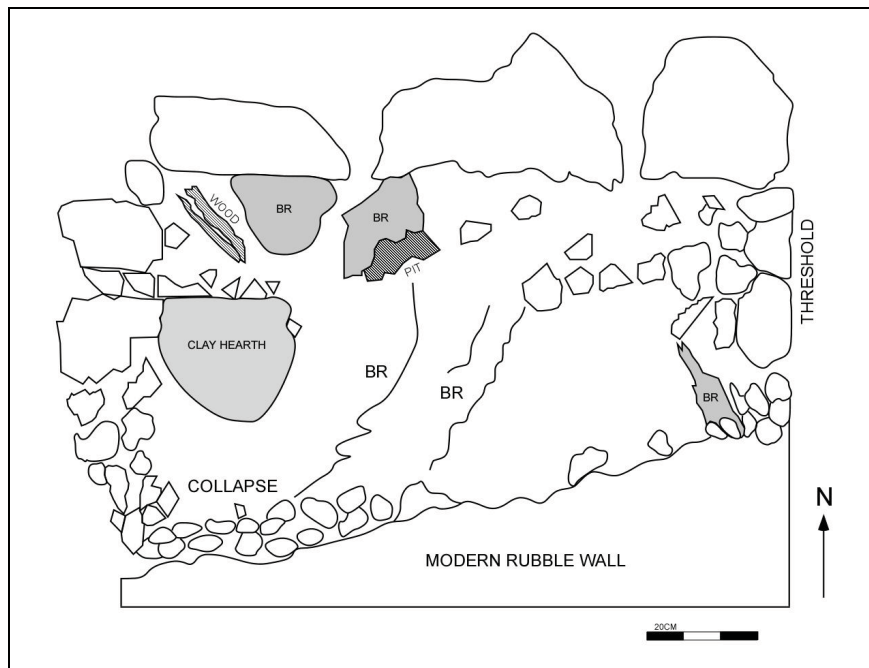 WOOD
BR
BR
PIT
THRESHOLD
CLAY HEARTH
BR
BR
BR
COLLAPSE
N
MODERN RUBBLE WALL
20CM